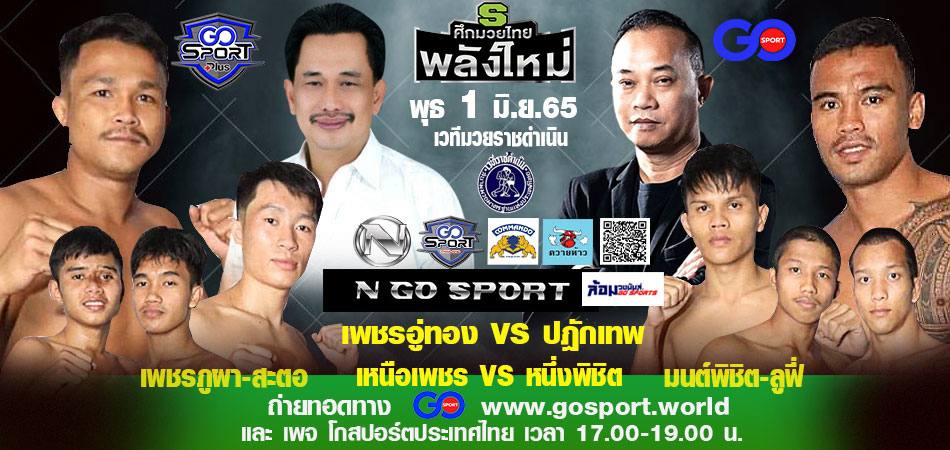 GO
SPORT
Plus
S
ศึกมวยไทย
พลังใหม่
GO
SPORT
พุธ 1 มิ.ย.65
เวทีมวยราชดำเนิน
N
GO
SPORT
COMMANDO
ควายดาว
N GO SPORT
ล้อมวงมันส์
GO SPORTS
เพชรอู่ทอง VS ปฏักเทพ
เพชรภูผา-สะตอ
เหนือเพชร VS หนึ่งพิชิต
มนต์พิชิต-ลูฟี่
ถ่ายทอดทาง GO SPORT www.gosport.world
และ เพจ โกสปอร์ตประเทศไทย เวลา 17.00-19.00 น.